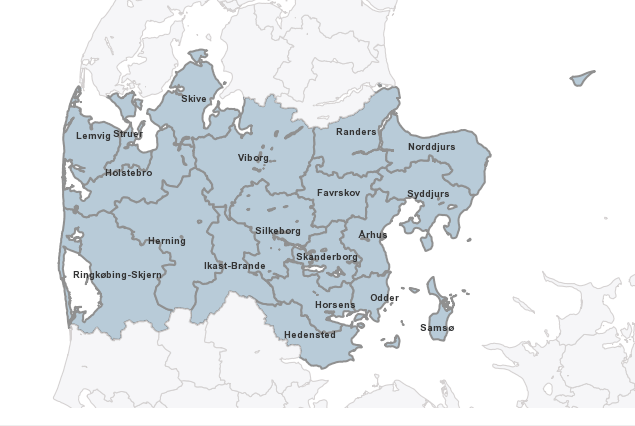 Skive
Lemvig
Struer
Randers
Norddjurs
Viborg
Holstebro
Favrskov
Syddjurs
Silkeborg
Århus
Herning
Skanderborg
Ikast-Brande
Ringkøbing-Skjern
Odder
Horsens
Samsø
Hedensted